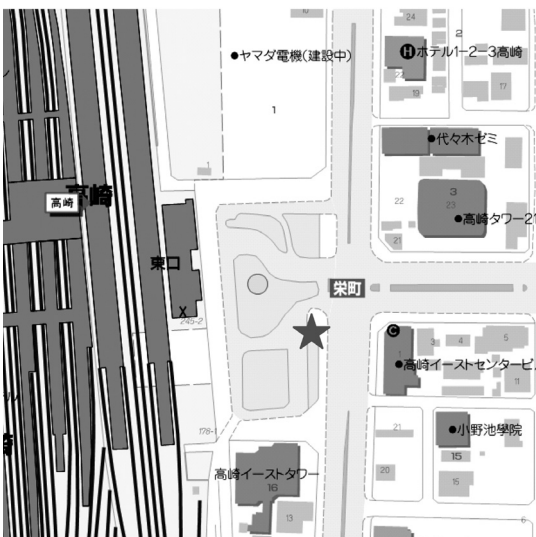 10
24
2
ヤマダ電機(建設中)
H
ホテル1-2-3高崎
22
17
19
1
代々木ゼミ
1
高崎
高崎
3
22
23
高崎タワー21
21
東口
栄町
X
245-2
C
1
3
4
5
高崎イーストセンタービル
11
178-1
21
小野池學院
高崎イーストタワー
15
20
16
15
13
6